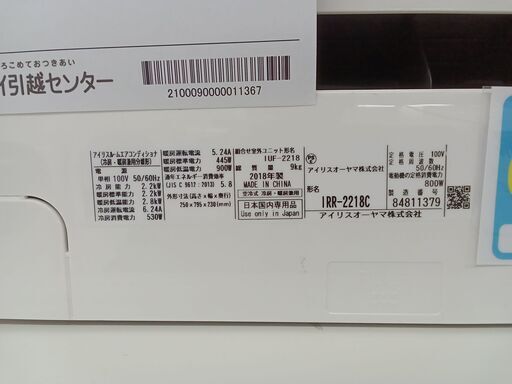 ろこめておつきあい
イ引越センター
2100090000011367
アイリスルームエアコンディショナ
(冷房・暖房兼用分離形)
電源 単相 100V 50/60Hz
冷房能力 2.2kW
暖房標準能力 2.2kW
暖房低温能力 2.8kW
冷房運転電流 6.24A
冷房消費電力 530W
暖房運転電流 5.24A
暖房標準電力 445W
暖房低温電力 900W
通年エネルギー消費効率
(JIS C 9612:2013) 5.8
外形寸法(高さ×幅×奥行)
250×795×230(mm)
組合せ室外ユニット形名
IUF-2218
質量 9kg
2018年製
MADE IN CHINA
空冷式 冷房・暖房兼用
日本国内専用品
Use only in Japan
アイリスオーヤマ株式会社
形名
IRR-2218C
定格電圧 100V
定格周波数
50/60Hz
電動機の定格消費電力
800W
製造番号
84811379
アイリスオーヤマ株式会社